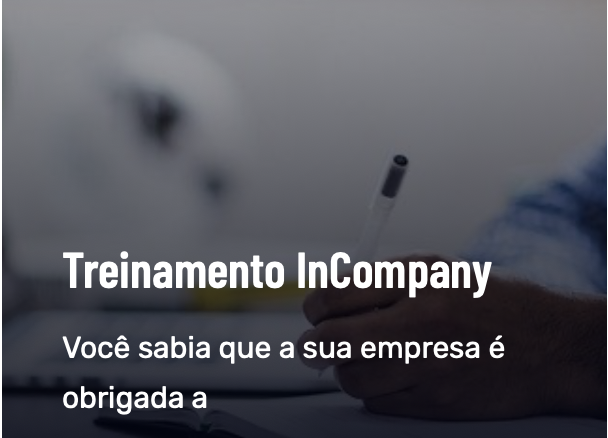 Treinamento InCompany
Você sabia que a sua empresa é
obrigada a